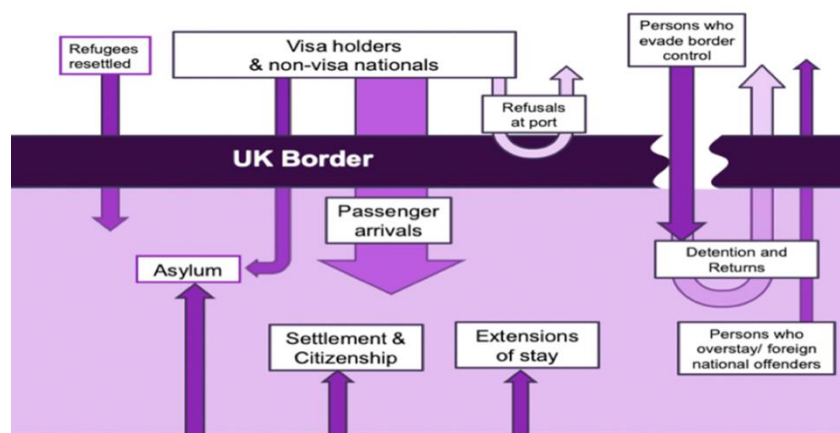 Refugees
resettled
Visa holders
& non-visa nationals
Persons who
evade border
control
Refusals
at port
UK Border
Passenger
arrivals
Asylum
Detention and
Returns
Settlement &
Citizenship
Extensions
of stay
Persons who
overstay/ foreign
national offenders